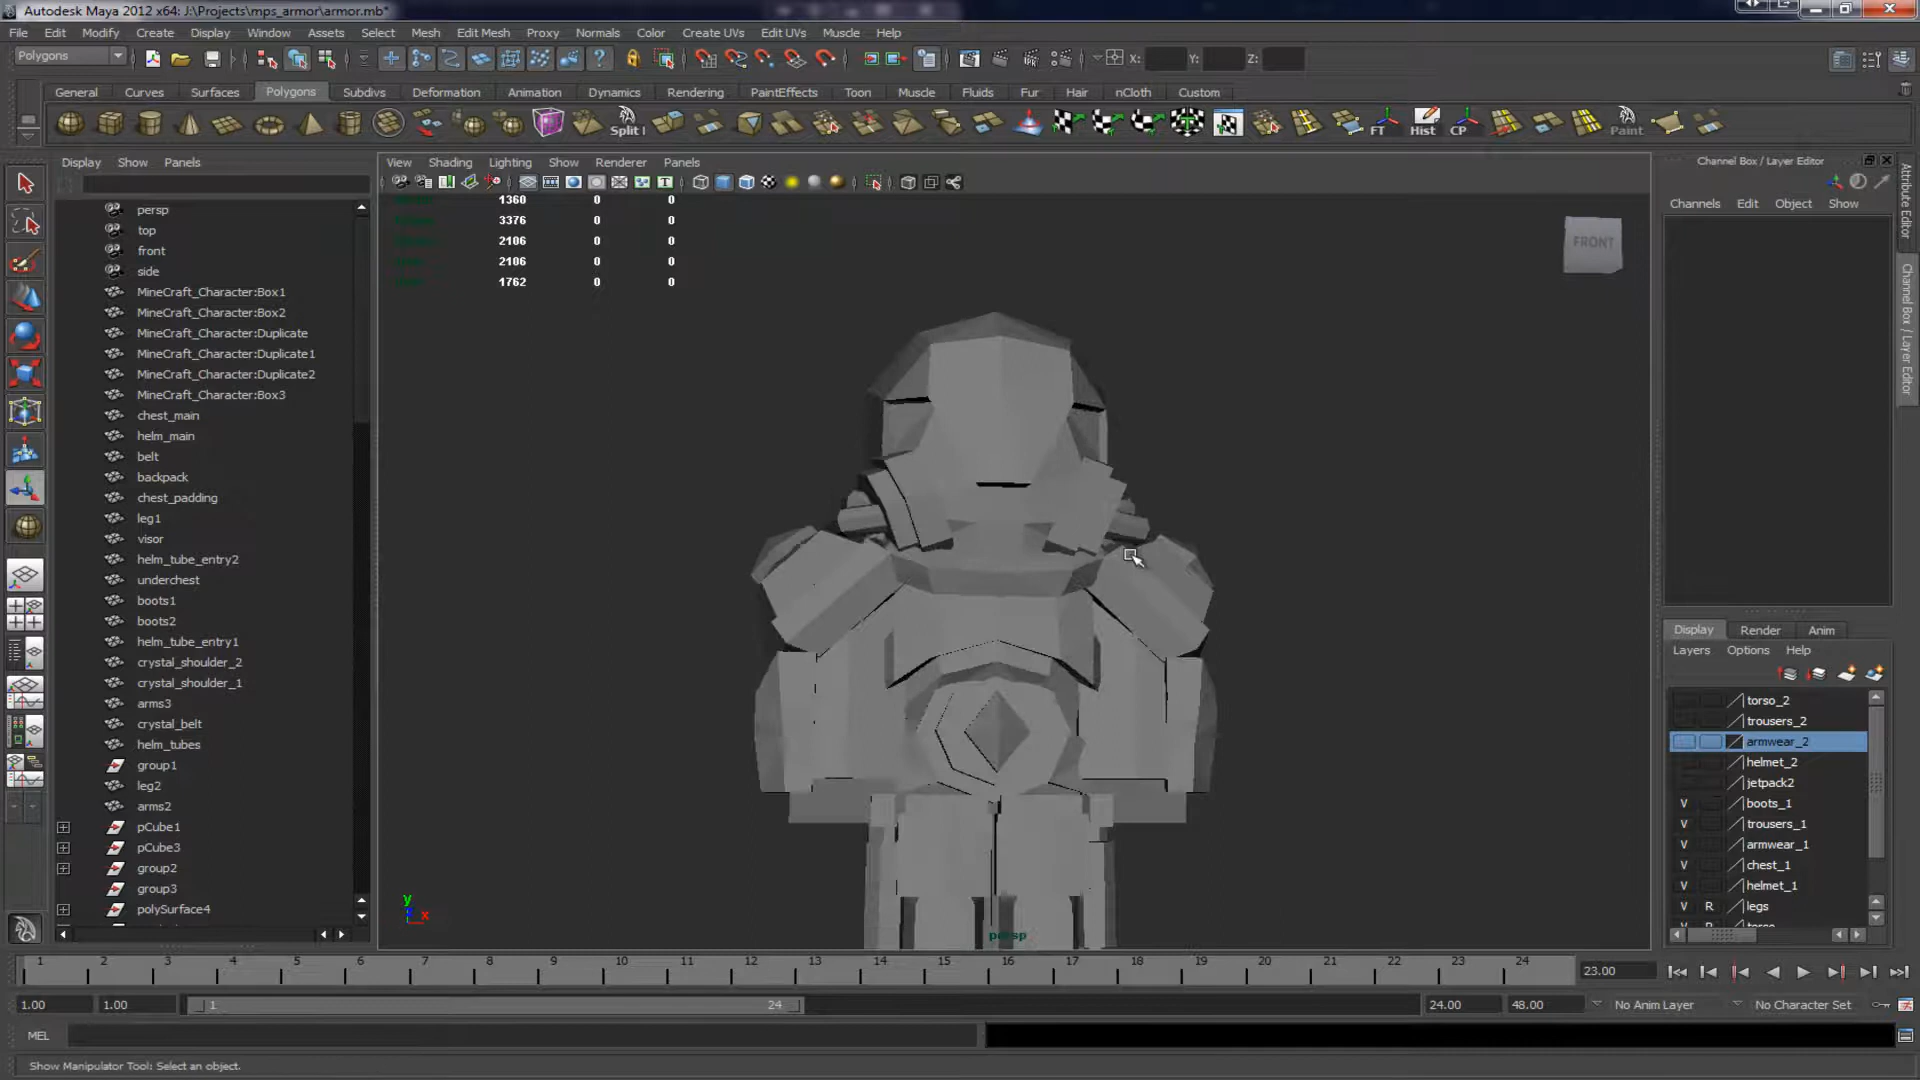 Autodesk Maya 2012 x64: J:\Projects\mps_armor\armor.mb*
File Edit Modify Create Display Window Assets Select Mesh Edit Mesh Proxy Normals Color Create UVs Edit UVs Muscle Help
Polygons X: Y: Z:
General Curves Surfaces Polygons Subdivs Deformation Animation Dynamics Rendering PaintEffects Toon Muscle Fluids Fur Hair nCloth Custom
Split I FT Hist CP Paint
Display Show Panels
View Shading Lighting Show Renderer Panels
Channel Box / Layer Editor
Channels Edit Object Show
Attribute Editor
Channel Box / Layer Editor
1360 0 0
3376 0 0
2106 0 0
2106 0 0
1762 0 0
FRONT
persp
top
front
side
MineCraft_Character:Box1
MineCraft_Character:Box2
MineCraft_Character:Duplicate
MineCraft_Character:Duplicate1
MineCraft_Character:Duplicate2
MineCraft_Character:Box3
chest_main
helm_main
belt
backpack
chest_padding
leg1
visor
helm_tube_entry2
underchest
boots1
boots2
helm_tube_entry1
crystal_shoulder_2
crystal_shoulder_1
arms3
crystal_belt
helm_tubes
group1
leg2
arms2
pCube1
pCube3
group2
group3
polySurface4
y
x
persp
Display Render Anim
Layers Options Help
torso_2
trousers_2
armwear_2
helmet_2
jetpack2
V boots_1
V trousers_1
V armwear_1
V chest_1
V helmet_1
V R legs
1 2 3 4 5 6 7 8 9 10 11 12 13 14 15 16 17 18 19 20 21 22 23 24
23.00
1.00 1.00 1 24 24.00 48.00 No Anim Layer No Character Set
MEL
Show Manipulator Tool: Select an object.